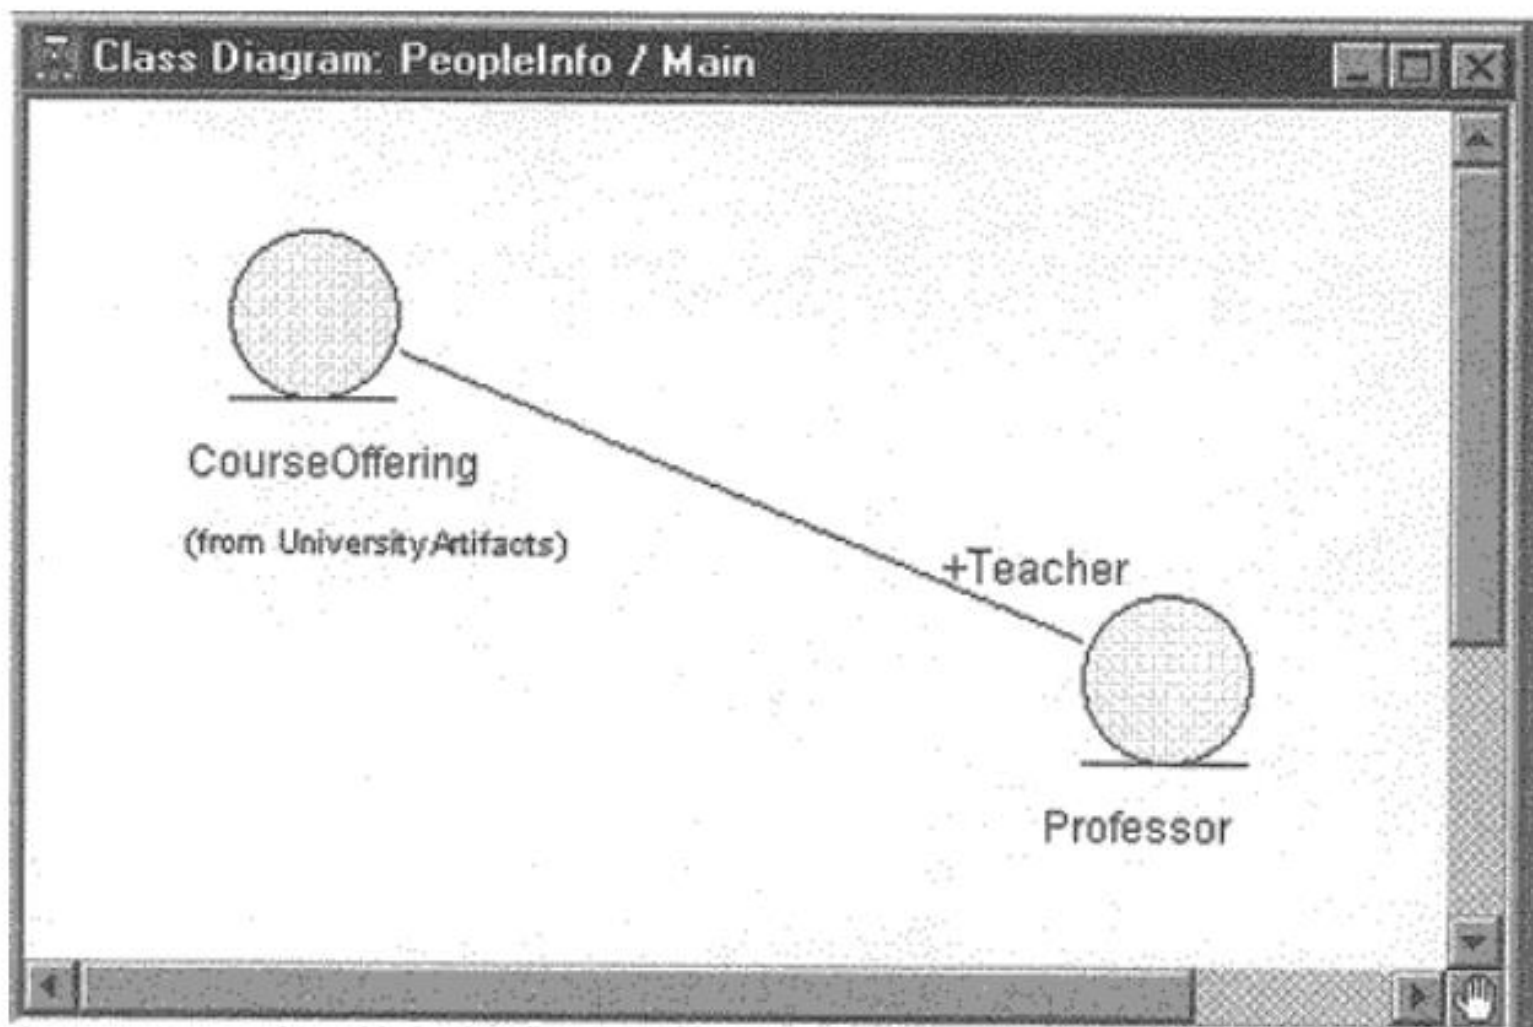 Class Diagram: PeopleInfo / Main
CourseOffering
(from UniversityArtifacts)
+Teacher
Professor